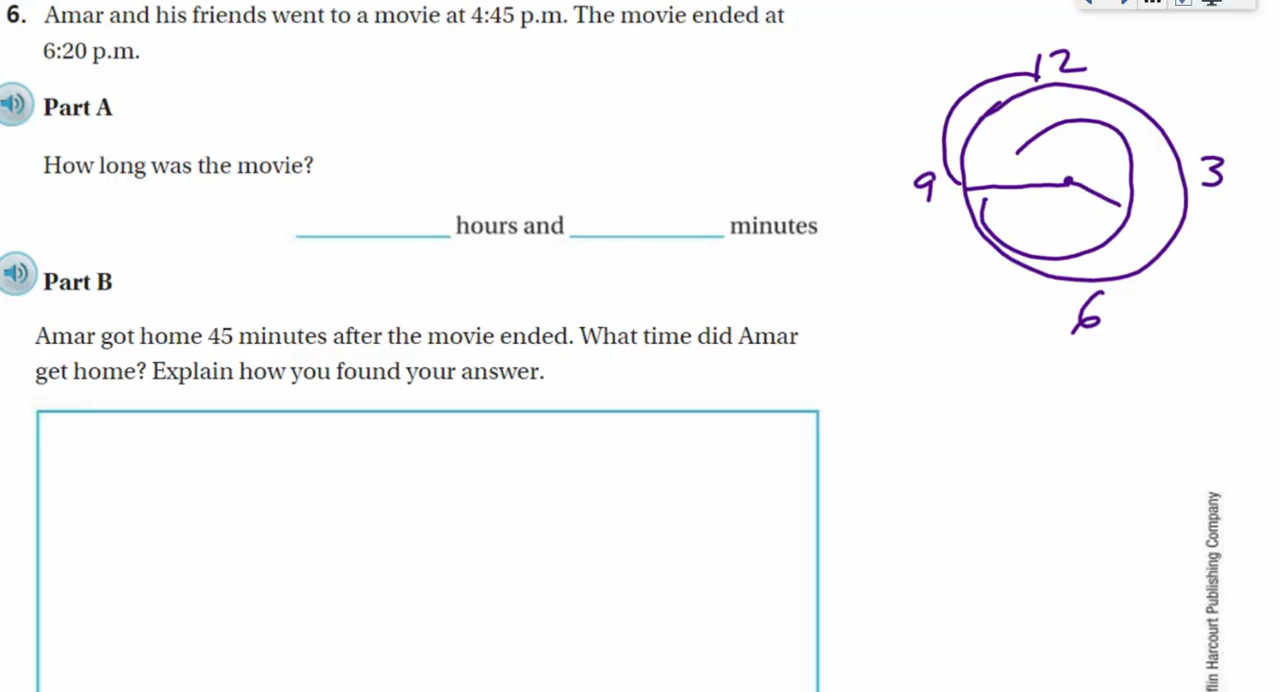 6. Amar and his friends went to a movie at 4:45 p.m. The movie ended at
6:20 p.m.
Part A
How long was the movie?
hours and minutes
Part B
Amar got home 45 minutes after the movie ended. What time did Amar
get home? Explain how you found your answer.
12
9
3
6
Harcourt Publishing Company